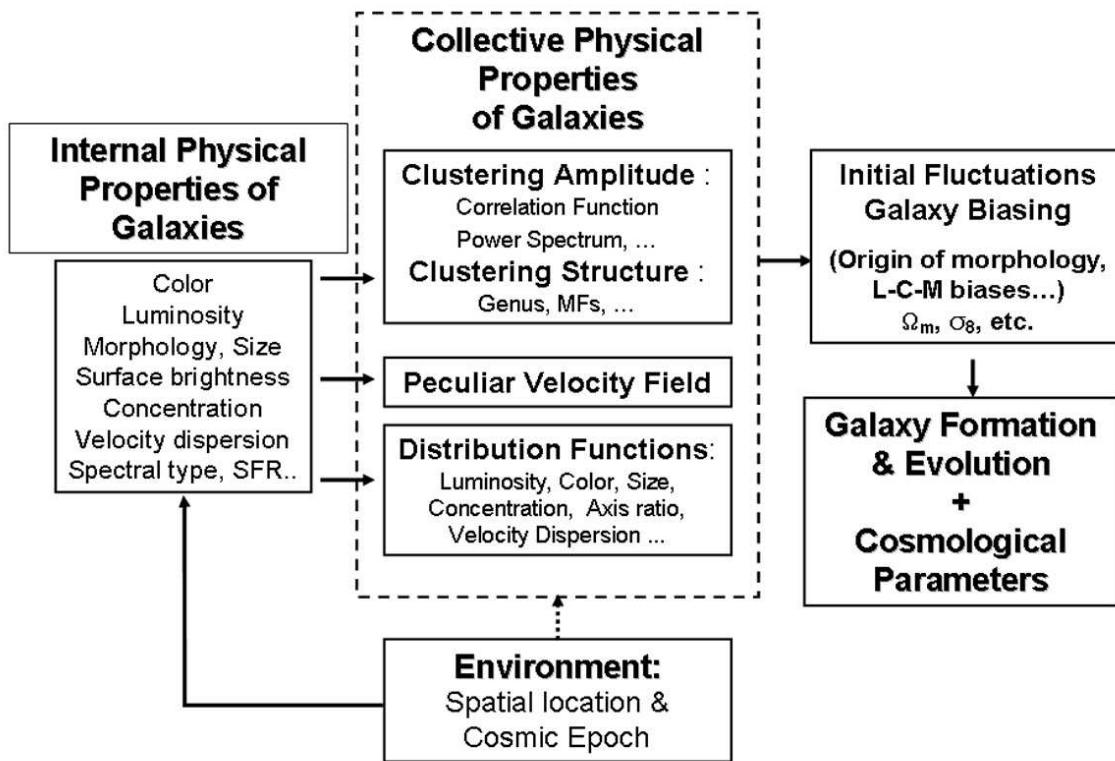 Internal Physical
Properties of
Galaxies
Color
Luminosity
Morphology, Size
Surface brightness
Concentration
Velocity dispersion
Spectral type, SFR..
Collective Physical
Properties
of Galaxies
Clustering Amplitude :
Correlation Function
Power Spectrum, ...
Clustering Structure :
Genus, MFs, ...
Peculiar Velocity Field
Distribution Functions:
Luminosity, Color, Size,
Concentration, Axis ratio,
Velocity Dispersion ...
Environment:
Spatial location &
Cosmic Epoch
Initial Fluctuations
Galaxy Biasing
(Origin of morphology,
L-C-M biases...)
Ωm, σ8, etc.
Galaxy Formation
& Evolution
+
Cosmological
Parameters